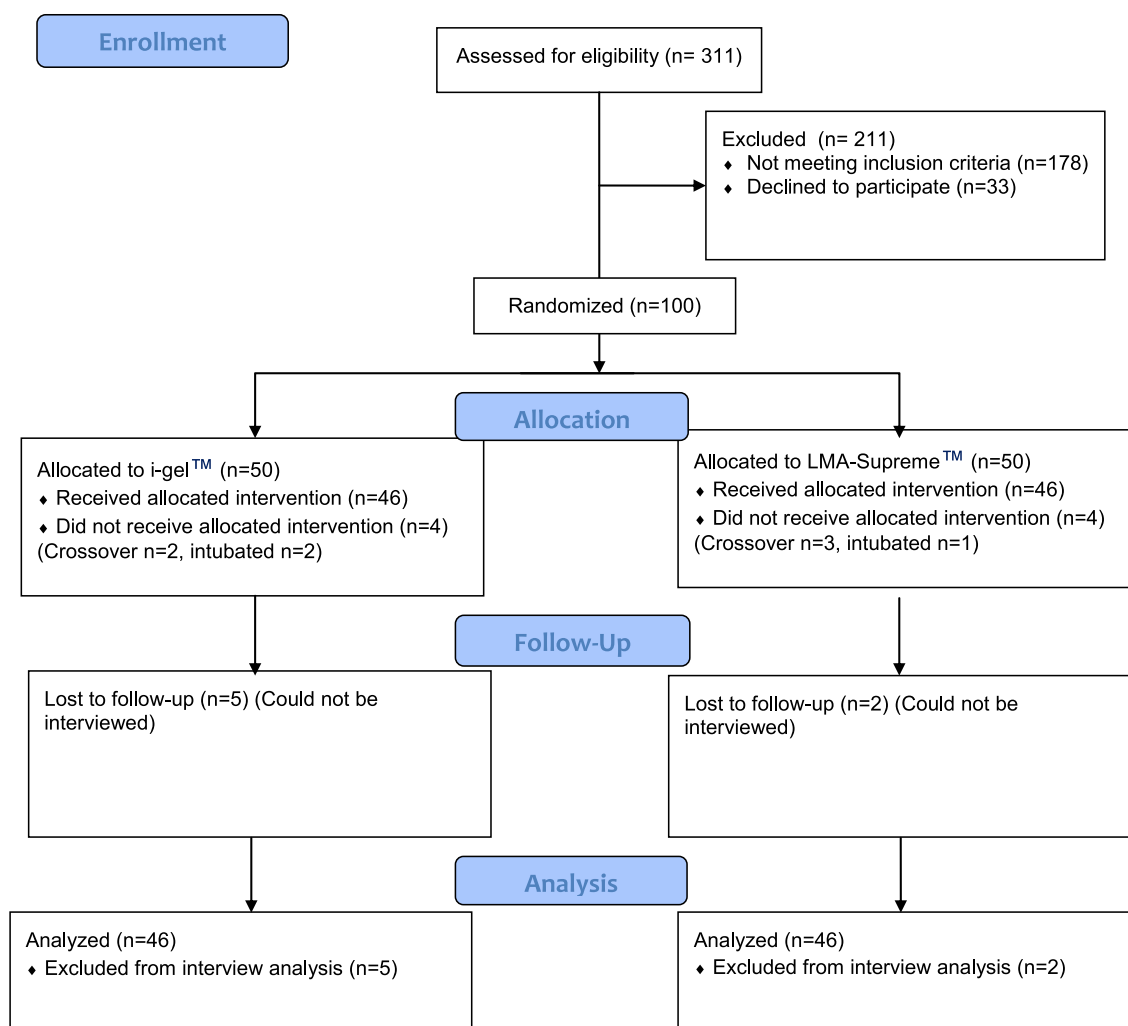 Enrollment
Assessed for eligibility (n= 311)
Excluded (n= 211)
♦ Not meeting inclusion criteria (n=178)
♦ Declined to participate (n=33)
Randomized (n=100)
Allocation
Allocated to i-gel™ (n=50)
♦ Received allocated intervention (n=46)
♦ Did not receive allocated intervention (n=4)
(Crossover n=2, intubated n=2)
Allocated to LMA-Supreme™ (n=50)
♦ Received allocated intervention (n=46)
♦ Did not receive allocated intervention (n=4)
(Crossover n=3, intubated n=1)
Follow-Up
Lost to follow-up (n=5) (Could not be
interviewed)
Lost to follow-up (n=2) (Could not be
interviewed)
Analysis
Analyzed (n=46)
♦ Excluded from interview analysis (n=5)
Analyzed (n=46)
♦ Excluded from interview analysis (n=2)